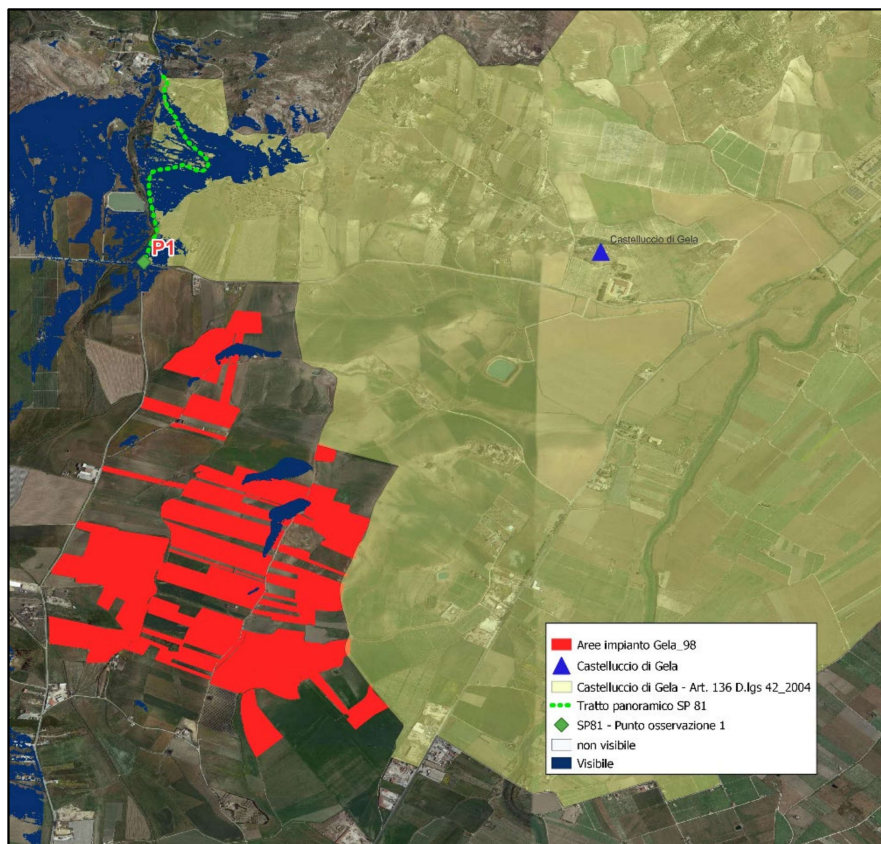 Castelluccio di Gela
P1
Aree impianto Gela_98
Castelluccio di Gela
Castelluccio di Gela - Art. 136 D.lgs 42_2004
Tratto panoramico SP 81
SP81 - Punto osservazione 1
non visibile
Visibile